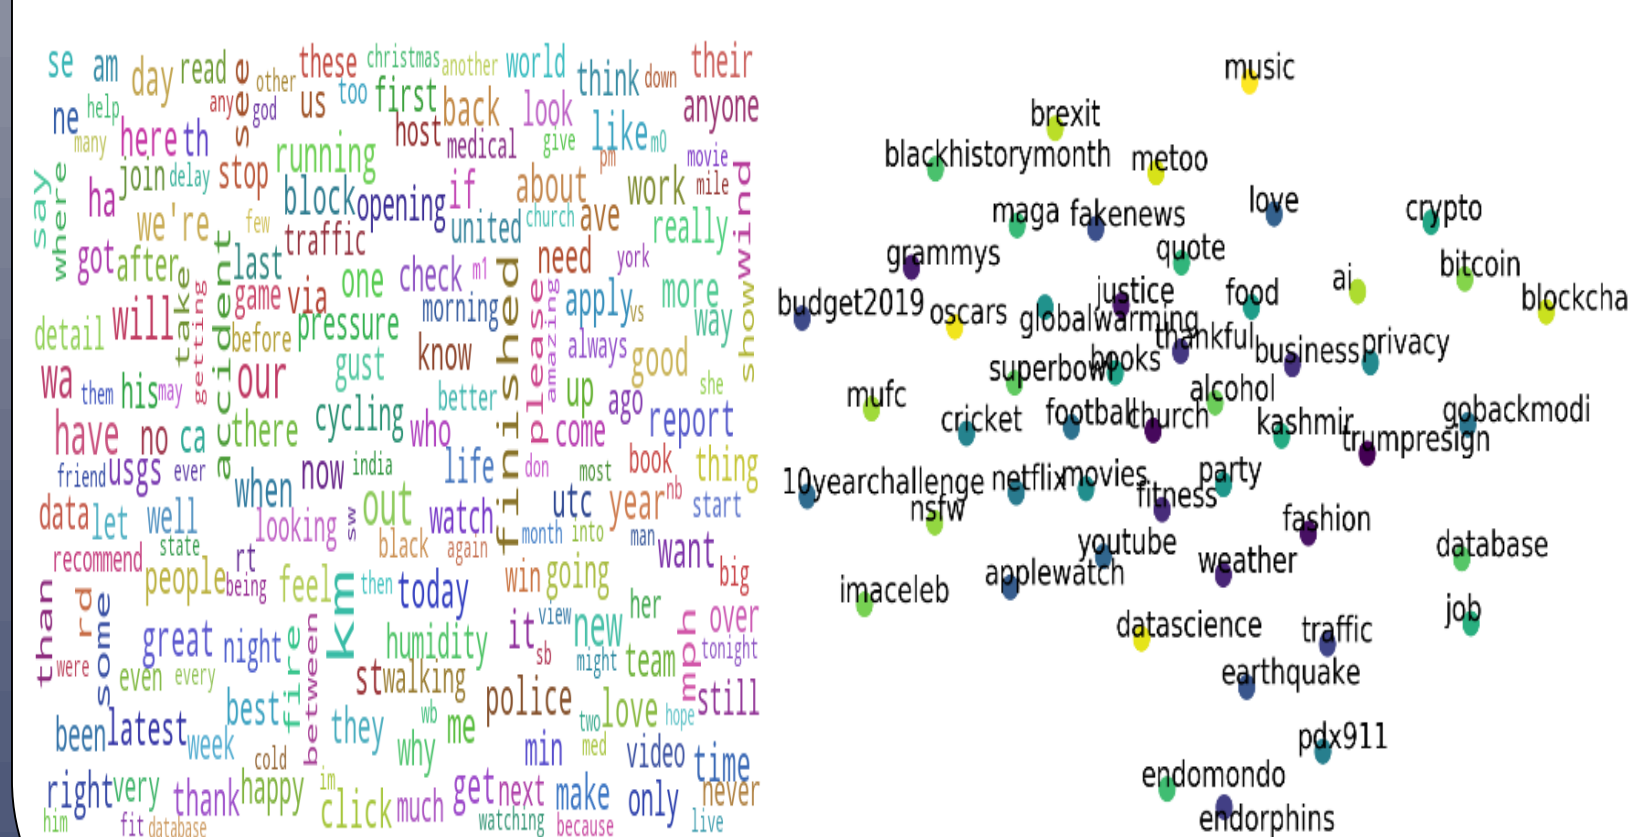 se am day read see other these too christmas another world think down their
help any god us first back look anyone
ne many here th host medical give like m0
say where join delay stop running pm movie
ha block opening if about work mile showwind
we're few traffic united church ave really
got after take last one check m1 need york more
will getting accident game via morning finished please amazing apply vs way
detail before pressure know always good
wa them his may our gust better up ago she
have no ca there cycling who come report
friend usgs ever when now india life don most book thing
data let well looking sw out watch utc year nb start
state rt black again month into man want
recommend people being feel then today win going big
than rd some great night fire between km humidity it view new her mph over
were even every st walking sb might team tonight
best police still
been latest week they wb me two love hope
cold why min med video time
right very thank happy im click much get next make only never
him fit database watching because live
music
brexit
blackhistorymonth metoo
maga fakenews love crypto
grammys quote ai bitcoin
budget2019 oscars justice food blockcha
globalwarming
thankful business privacy
superbowl books
mufc alcohol
cricket football church kashmir gobackmodi
trumpresign
10yearchallenge netflix movies party
nsfw fitness
fashion
youtube database
applewatch weather
imaceleb
datascience traffic job
earthquake
pdx911
endomondo
endorphins